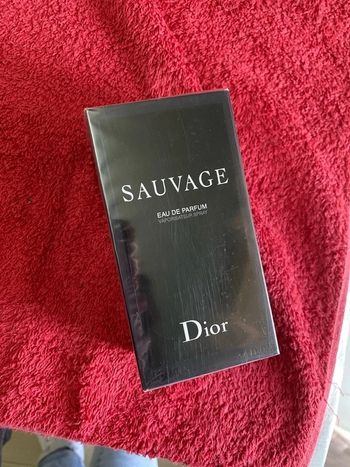 SAUVAGE
EAU DE PARFUM
VAPORISATEUR SPRAY
Dior